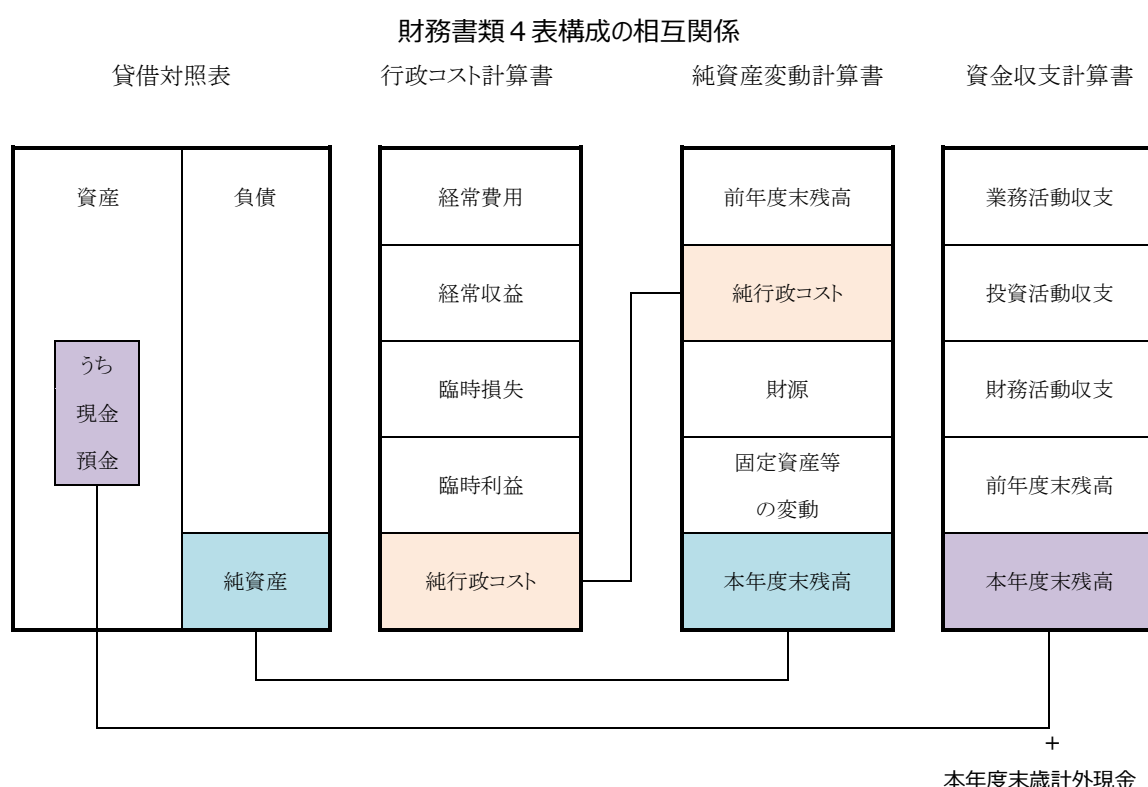 財務書類４表構成の相互関係
貸借対照表
行政コスト計算書
純資産変動計算書
資金収支計算書
資産
負債
うち
現金
預金
純資産
経常費用
経常収益
臨時損失
臨時利益
純行政コスト
前年度末残高
純行政コスト
財源
固定資産等
の変動
本年度末残高
業務活動収支
投資活動収支
財務活動収支
前年度末残高
本年度末残高
+
本年度末歳計外現金